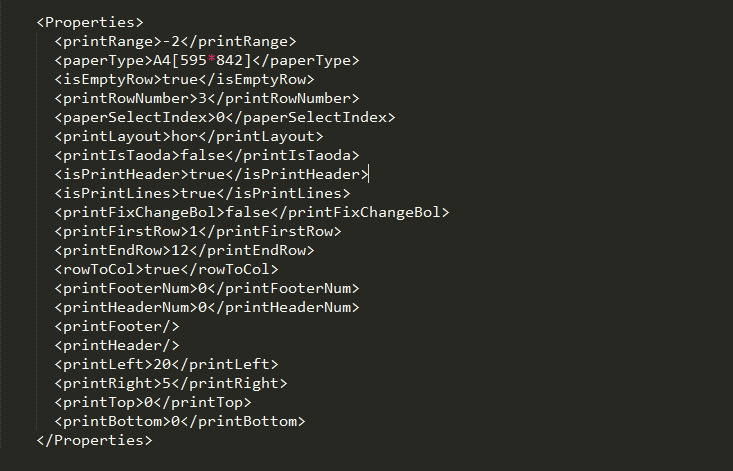 <Properties>
<printRange>-2</printRange>
<paperType>A4[595*842]</paperType>
<isEmptyRow>true</isEmptyRow>
<printRowNumber>3</printRowNumber>
<paperSelectIndex>0</paperSelectIndex>
<printLayout>hor</printLayout>
<printIsTaoda>false</printIsTaoda>
<isPrintHeader>true</isPrintHeader>
<isPrintLines>true</isPrintLines>
<printFixChangeBol>false</printFixChangeBol>
<printFirstRow>1</printFirstRow>
<printEndRow>12</printEndRow>
<rowToCol>true</rowToCol>
<printFooterNum>0</printFooterNum>
<printHeaderNum>0</printHeaderNum>
<printFooter/>
<printHeader/>
<printLeft>20</printLeft>
<printRight>5</printRight>
<printTop>0</printTop>
<printBottom>0</printBottom>
</Properties>